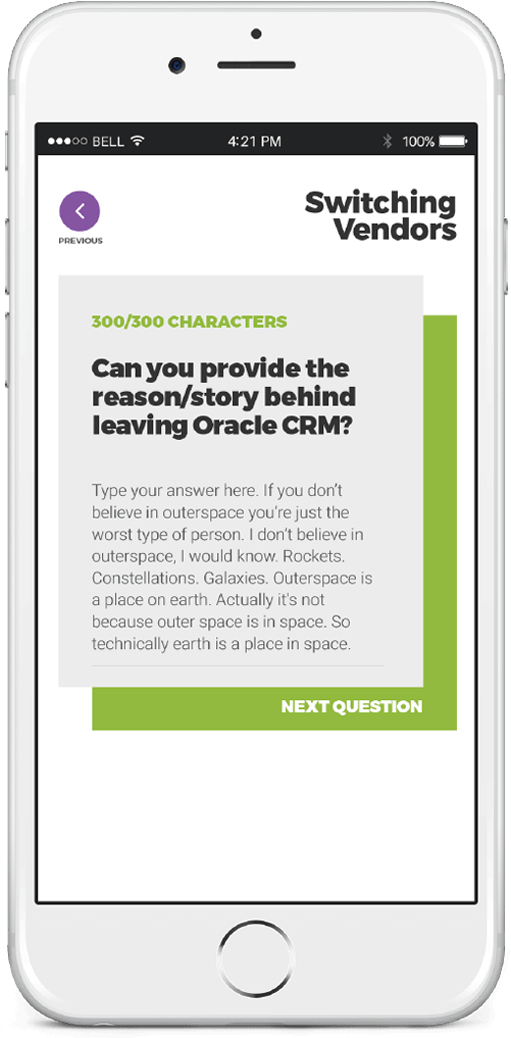 BELL 4:21 PM 100%
Switching
Vendors
PREVIOUS
300/300 CHARACTERS
Can you provide the
reason/story behind
leaving Oracle CRM?
Type your answer here. If you don’t
believe in outerspace you’re just the
worst type of person. I don’t believe in
outerspace, I would know. Rockets.
Constellations. Galaxies. Outerspace is
a place on earth. Actually it's not
because outer space is in space. So
technically earth is a place in space.
NEXT QUESTION